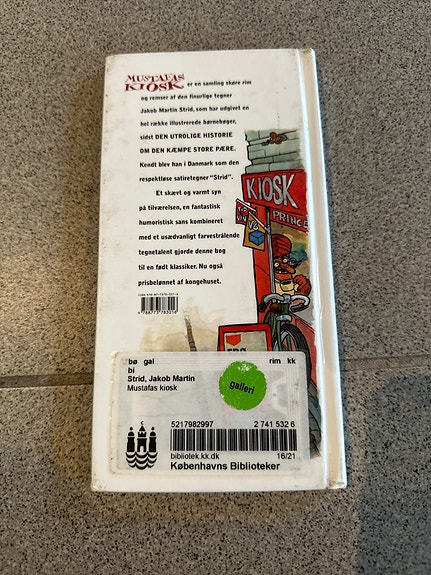 MUSTAFAS
KIOSK er en samling skøre rim
og remser af den finurlige tegner
Jakob Martin Strid, som har udgivet en
hel række illustrerede børnebøger,
sidst DEN UTROLIGE HISTORIE
OM DEN KÆMPE STORE PÆRE.
Kendt blev han i Danmark som den
respektløse satiretegner "Strid".
Et skævt og varmt syn
på tilværelsen, en fantastisk
humoristisk sans kombineret
med et usædvanligt farvestrålende
tegnetalent gjorde denne bog
til en født klassiker. Nu også
prisbelønnet af kongehuset.
KIOSK
PRINCE
9 788773 783016
bø gal rim kk
bi
Strid, Jakob Martin
Mustafas kiosk
galleri
5217982997 2 741 532 6
bibliotek.kk.dk 16/21
Københavns Biblioteker